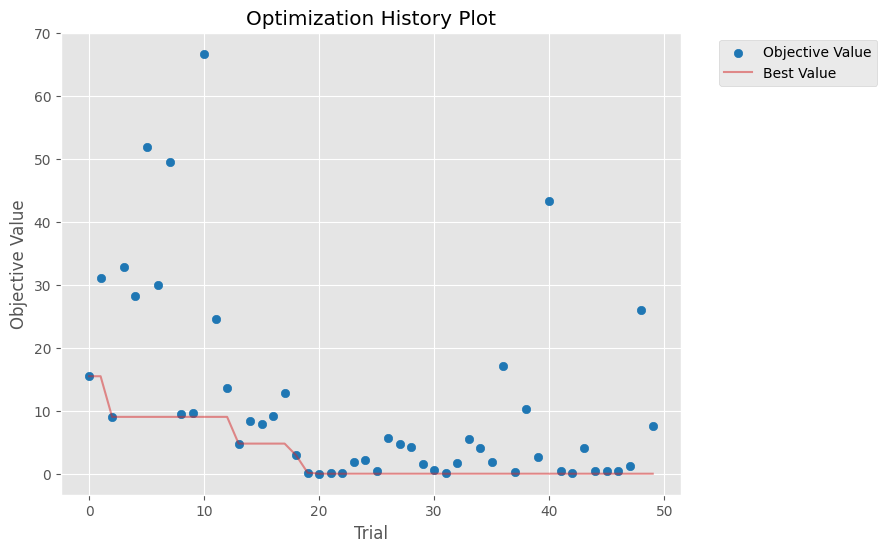 Optimization History Plot
Objective Value
Best Value
Objective Value
70
60
50
40
30
20
10
0
0 10 20 30 40 50
Trial